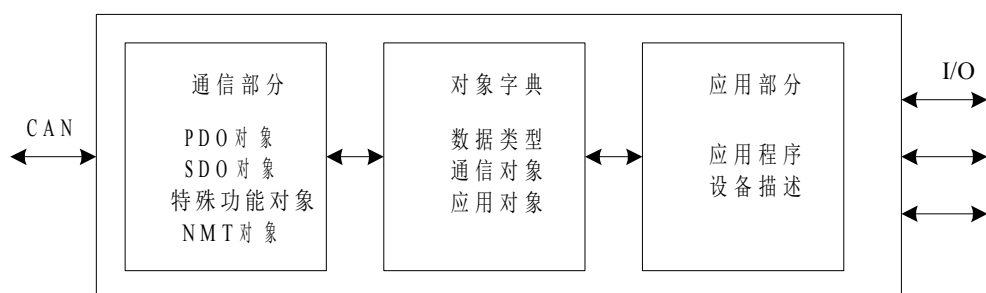 CAN
通信部分
PDO对象
SDO对象
特殊功能对象
NMT对象
对象字典
数据类型
通信对象
应用对象
应用部分
应用程序
设备描述
I/O